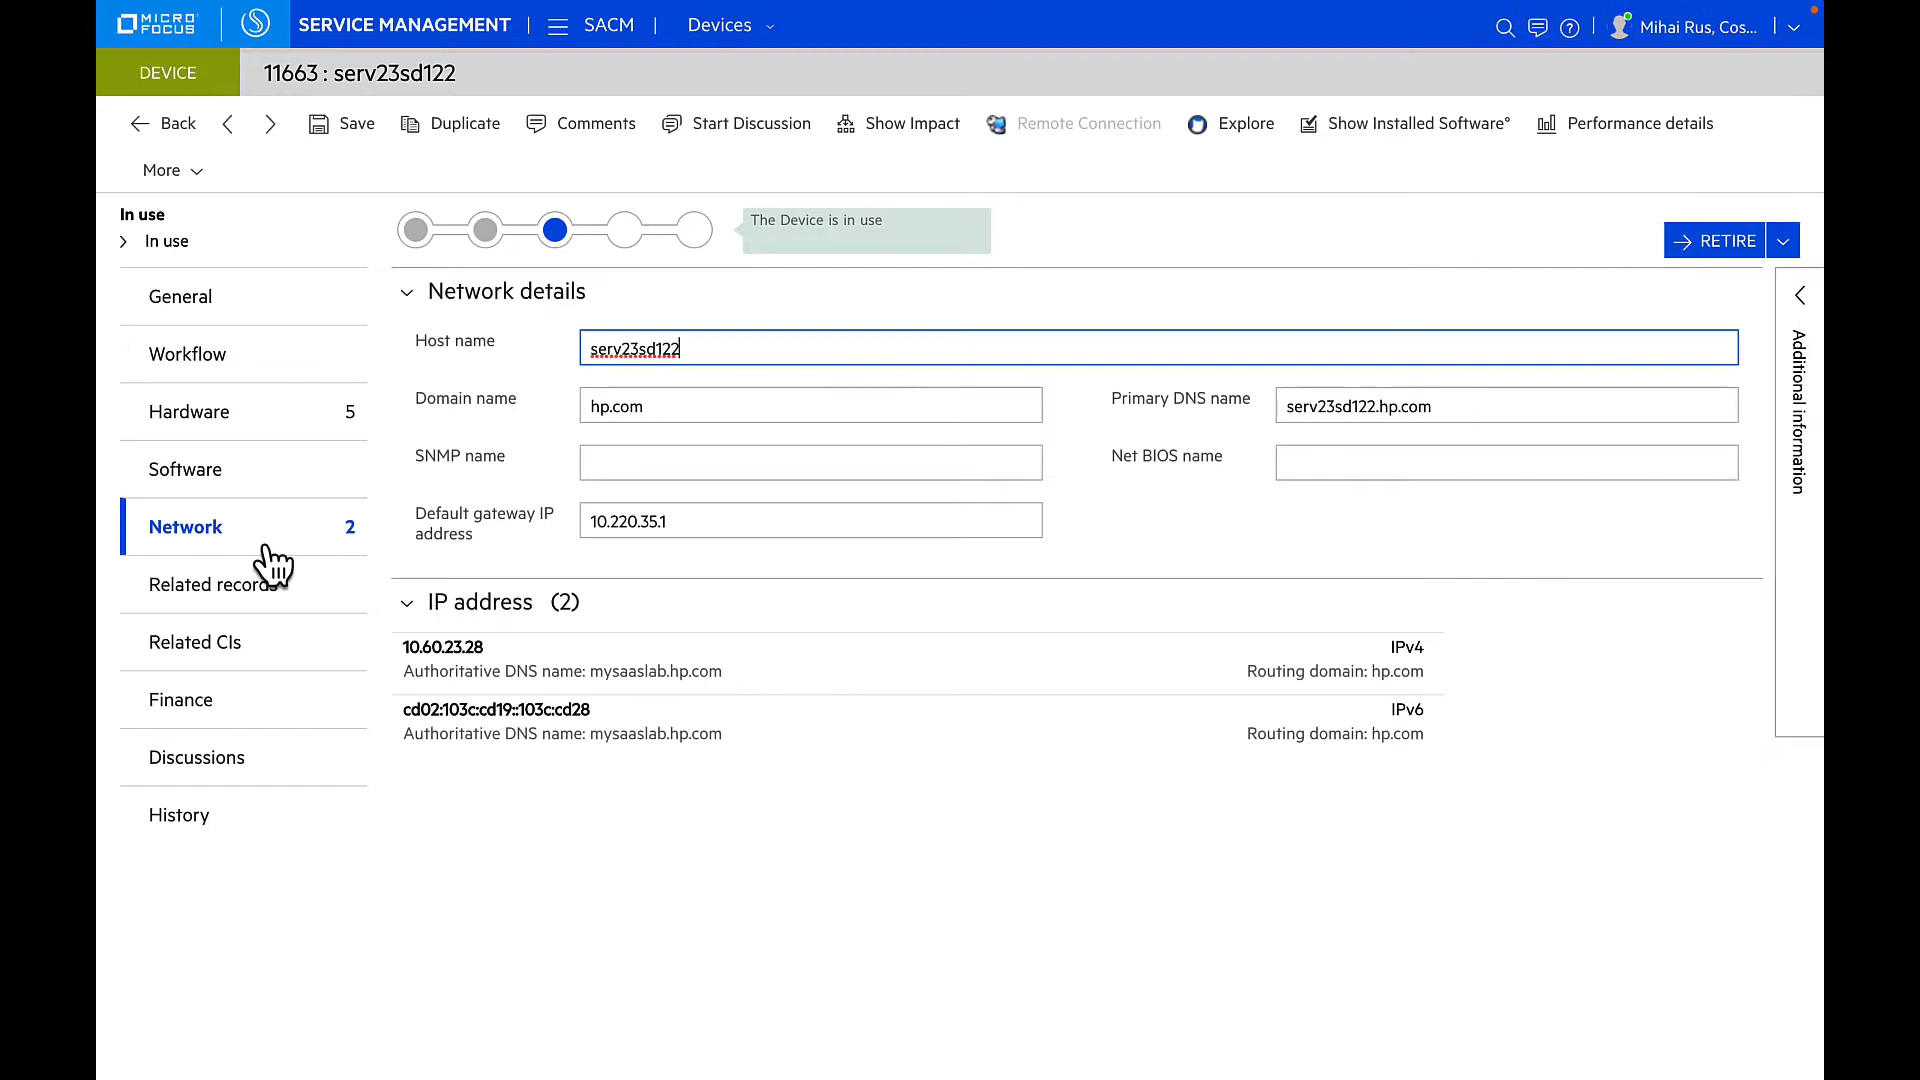 MICRO FOCUS SERVICE MANAGEMENT | SACM | Devices Mihai Rus, Cos...
DEVICE 11663 : serv23sd122
Back Save Duplicate Comments Start Discussion Show Impact Remote Connection Explore Show Installed Software° Performance details
More
In use
In use
The Device is in use
RETIRE
General
Workflow
Hardware 5
Software
Network 2
Related records
Related CIs
Finance
Discussions
History
Network details
Host name serv23sd122
Domain name hp.com Primary DNS name serv23sd122.hp.com
SNMP name Net BIOS name
Default gateway IP address 10.220.35.1
IP address (2)
10.60.23.28 IPv4
Authoritative DNS name: mysaaslab.hp.com Routing domain: hp.com
cd02:103c:cd19::103c:cd28 IPv6
Authoritative DNS name: mysaaslab.hp.com Routing domain: hp.com
Additional information